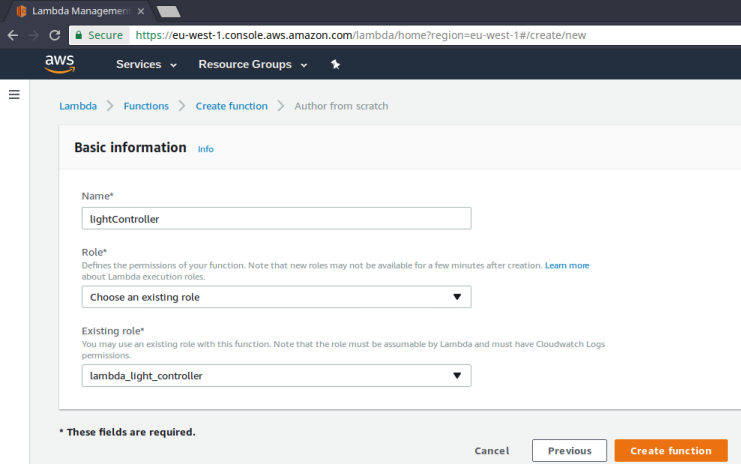 Lambda Management
Secure https://eu-west-1.console.aws.amazon.com/lambda/home?region=eu-west-1#/create/new
aws Services Resource Groups
Lambda > Functions > Create function > Author from scratch
Basic information Info
Name*
lightController
Role*
Defines the permissions of your function. Note that new roles may not be available for a few minutes after creation. Learn more
about Lambda execution roles.
Choose an existing role
Existing role*
You may use an existing role with this function. Note that the role must be assumable by Lambda and must have Cloudwatch Logs
permissions.
lambda_light_controller
* These fields are required.
Cancel Previous Create function